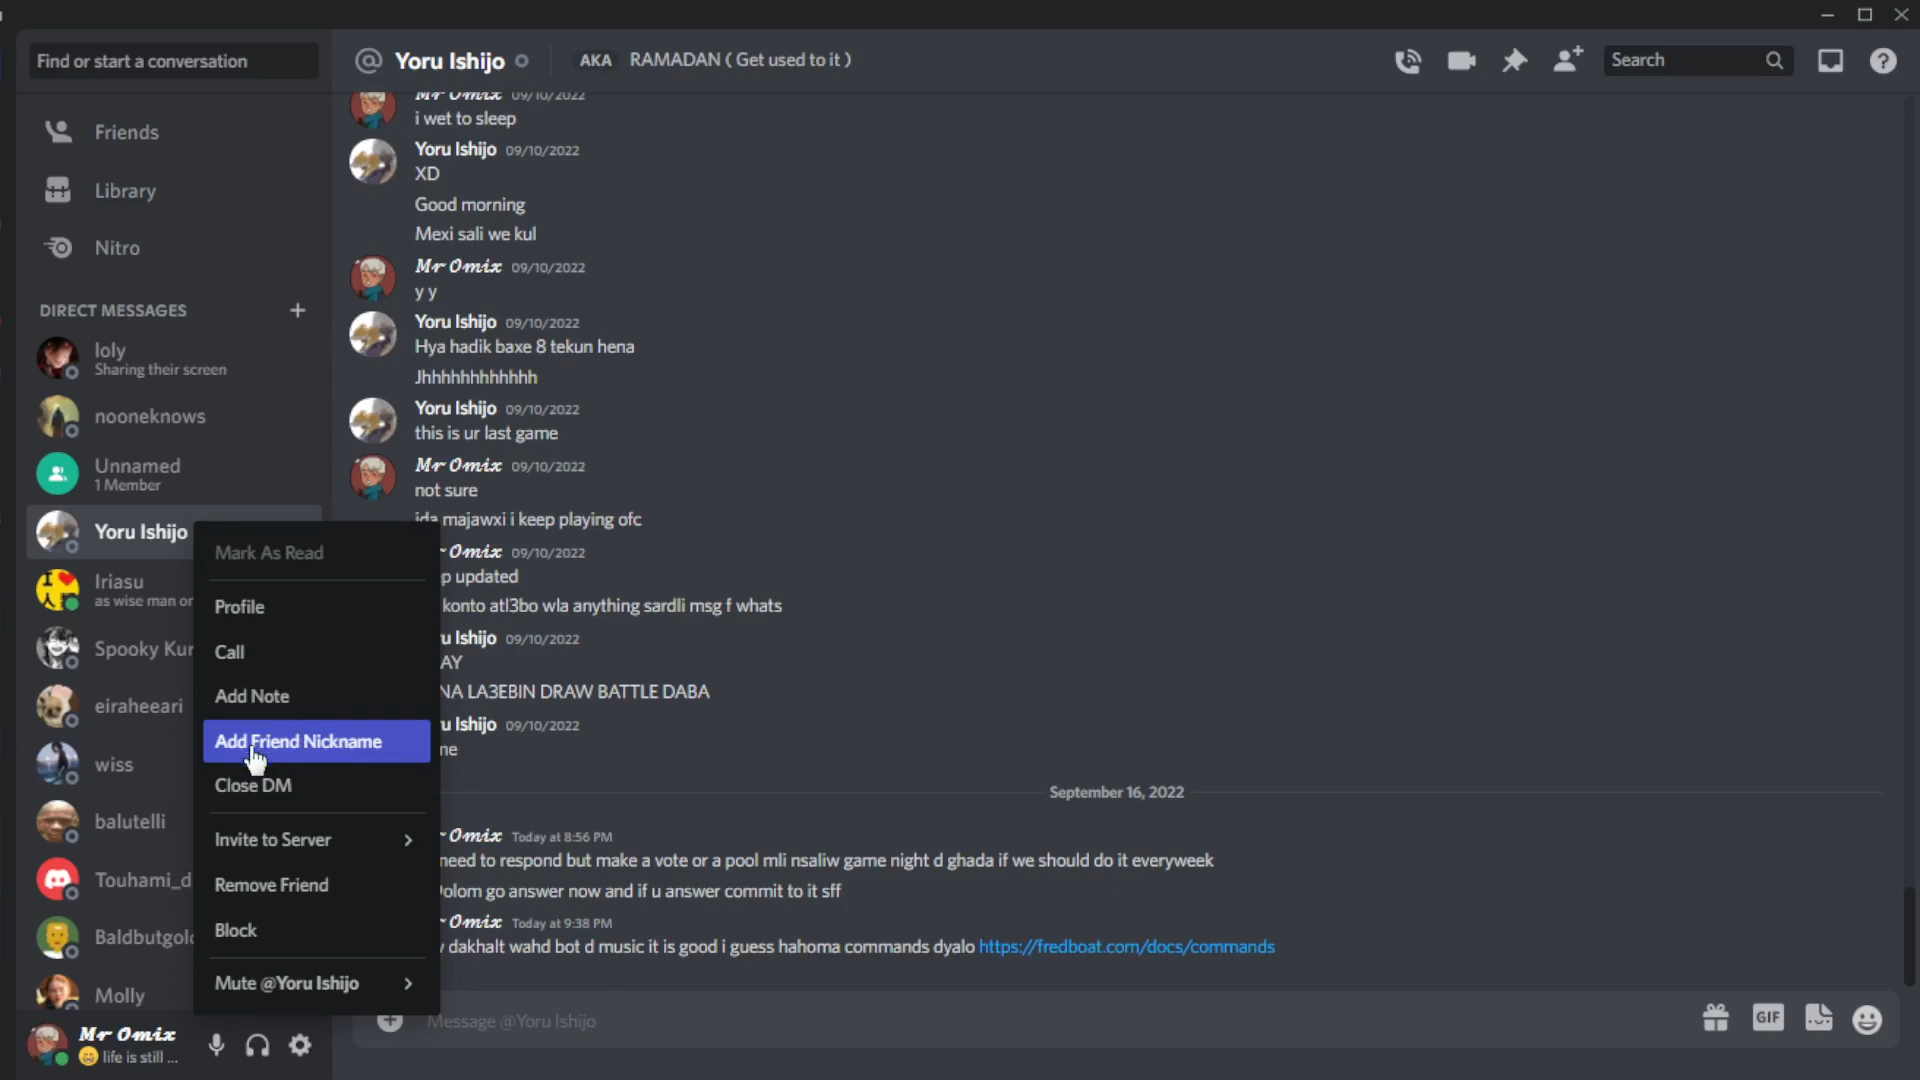 Find or start a conversation
Friends
Library
Nitro
DIRECT MESSAGES
loly
Sharing their screen
nooneknows
Unnamed
1 Member
Yoru Ishijo
Iriasu
as wise man or
Spooky Kur
eiraheeari
wiss
balutelli
Touhami_d
Baldbutgol
Molly
Mr Omix
life is still ...
Mark As Read
Profile
Call
Add Note
Add Friend Nickname
Close DM
Invite to Server
Remove Friend
Block
Mute @Yoru Ishijo
@ Yoru Ishijo AKA RAMADAN ( Get used to it )
Search
Mr Omix 09/10/2022
i wet to sleep
Yoru Ishijo 09/10/2022
XD
Good morning
Mexi sali we kul
Mr Omix 09/10/2022
y y
Yoru Ishijo 09/10/2022
Hya hadik baxe 8 tekun hena
Jhhhhhhhhhhhh
Yoru Ishijo 09/10/2022
this is ur last game
Mr Omix 09/10/2022
not sure
ida majawxi i keep playing ofc
Omix 09/10/2022
p updated
konto atl3bo wla anything sardli msg f whats
u Ishijo 09/10/2022
AY
NA LA3EBIN DRAW BATTLE DABA
u Ishijo 09/10/2022
ne
September 16, 2022
Omix Today at 8:56 PM
need to respond but make a vote or a pool mli nsaliw game night d ghada if we should do it everyweek
olom go answer now and if u answer commit to it sff
Omix Today at 9:38 PM
dakhalt wahd bot d music it is good i guess hahoma commands dyalo https://fredboat.com/docs/commands
Message @Yoru Ishijo
GIF